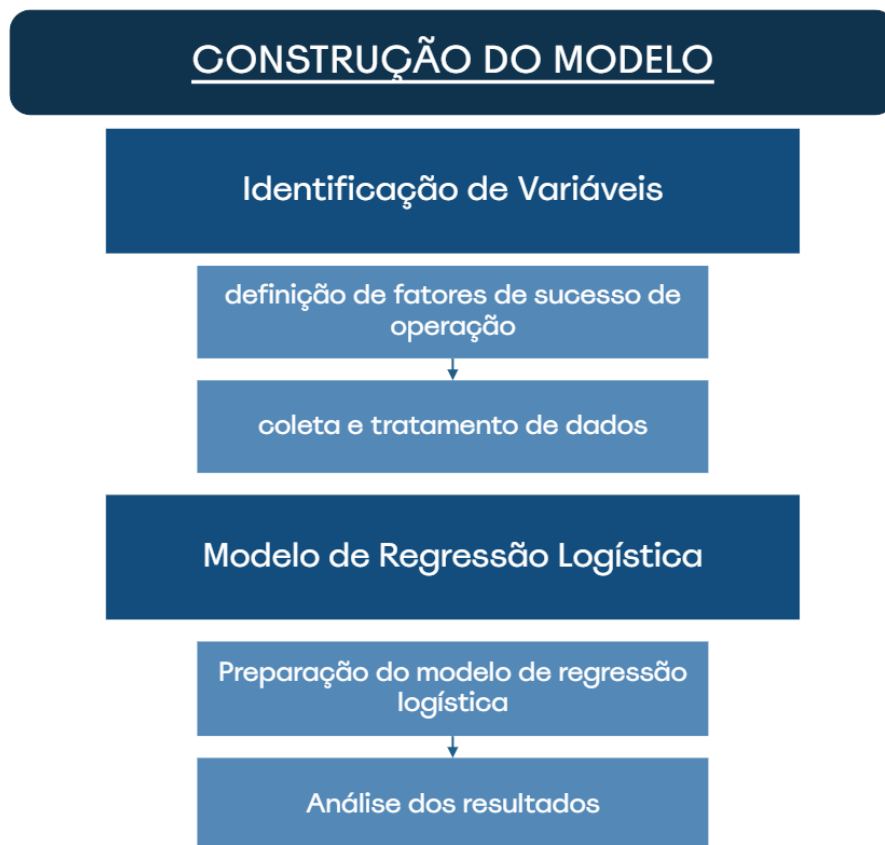 CONSTRUÇÃO DO MODELO
Identificação de Variáveis
definição de fatores de sucesso de
operação
coleta e tratamento de dados
Modelo de Regressão Logística
Preparação do modelo de regressão
logística
Análise dos resultados